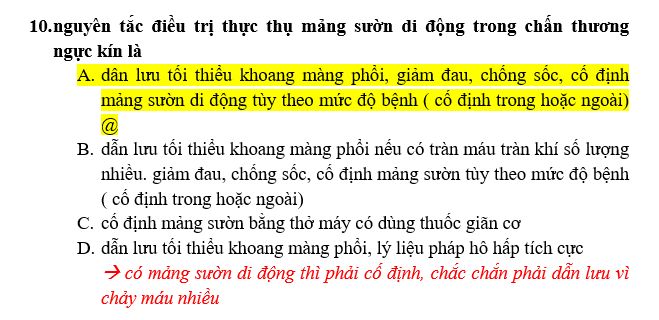 10.nguyên tắc điều trị thực thụ mảng sườn di động trong chấn thương
ngực kín là
A. dân lưu tối thiểu khoang màng phổi, giảm đau, chống sốc, cố định
mảng sườn di động tùy theo mức độ bệnh ( cố định trong hoặc ngoài)
@
B. dẫn lưu tối thiểu khoang màng phổi nếu có tràn máu tràn khí số lượng
nhiều. giảm đau, chống sốc, cố định mảng sườn tùy theo mức độ bệnh
( cố định trong hoặc ngoài)
C. cố định mảng sườn bằng thở máy có dùng thuốc giãn cơ
D. dẫn lưu tối thiểu khoang màng phổi, lý liệu pháp hô hấp tích cực
→ có mảng sườn di động thì phải cố định, chắc chắn phải dẫn lưu vì
chảy máu nhiều